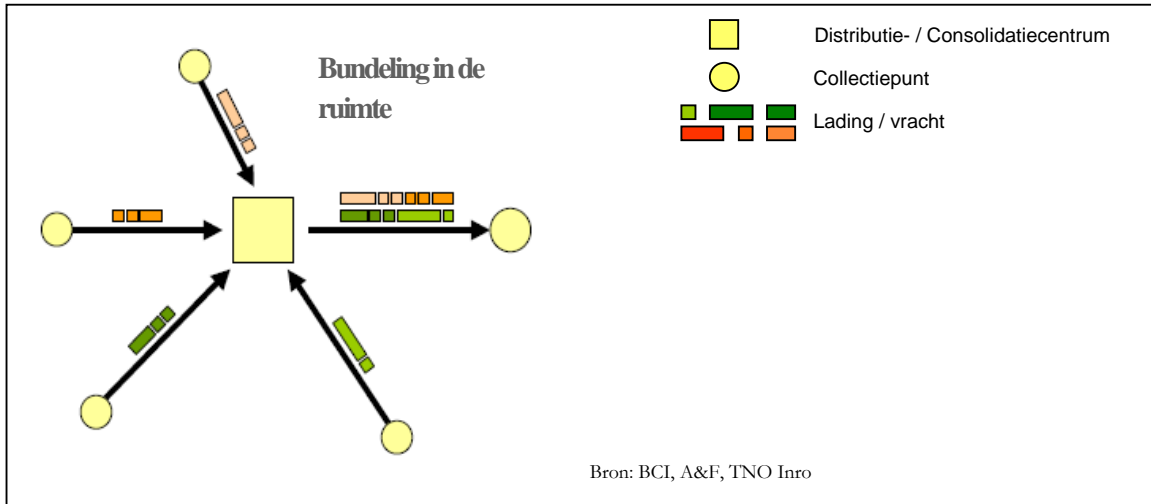 Bundeling in de
ruimte
Distributie- / Consolidatiecentrum
Collectiepunt
Lading / vracht
Bron: BCI, A&F, TNO Inro